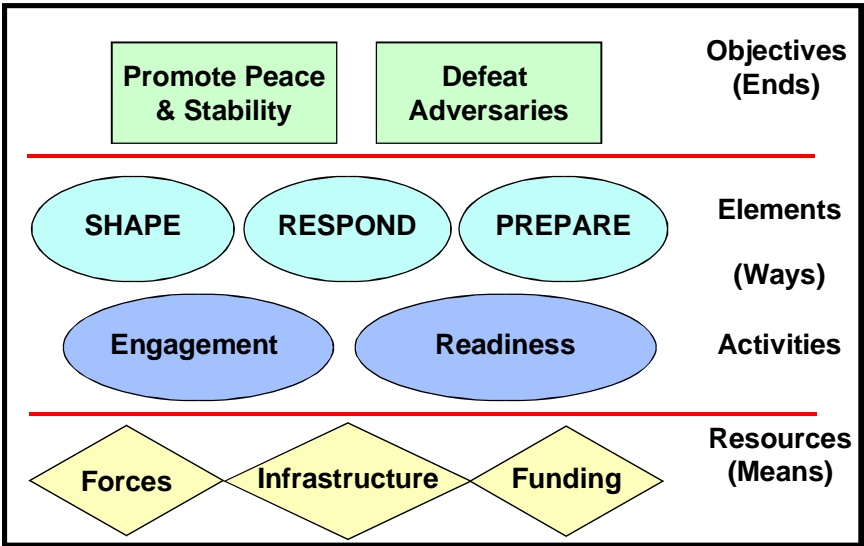 Promote Peace
& Stability
Defeat
Adversaries
Objectives
(Ends)
SHAPE
RESPOND
PREPARE
Elements
(Ways)
Engagement
Readiness
Activities
Forces
Infrastructure
Funding
Resources
(Means)